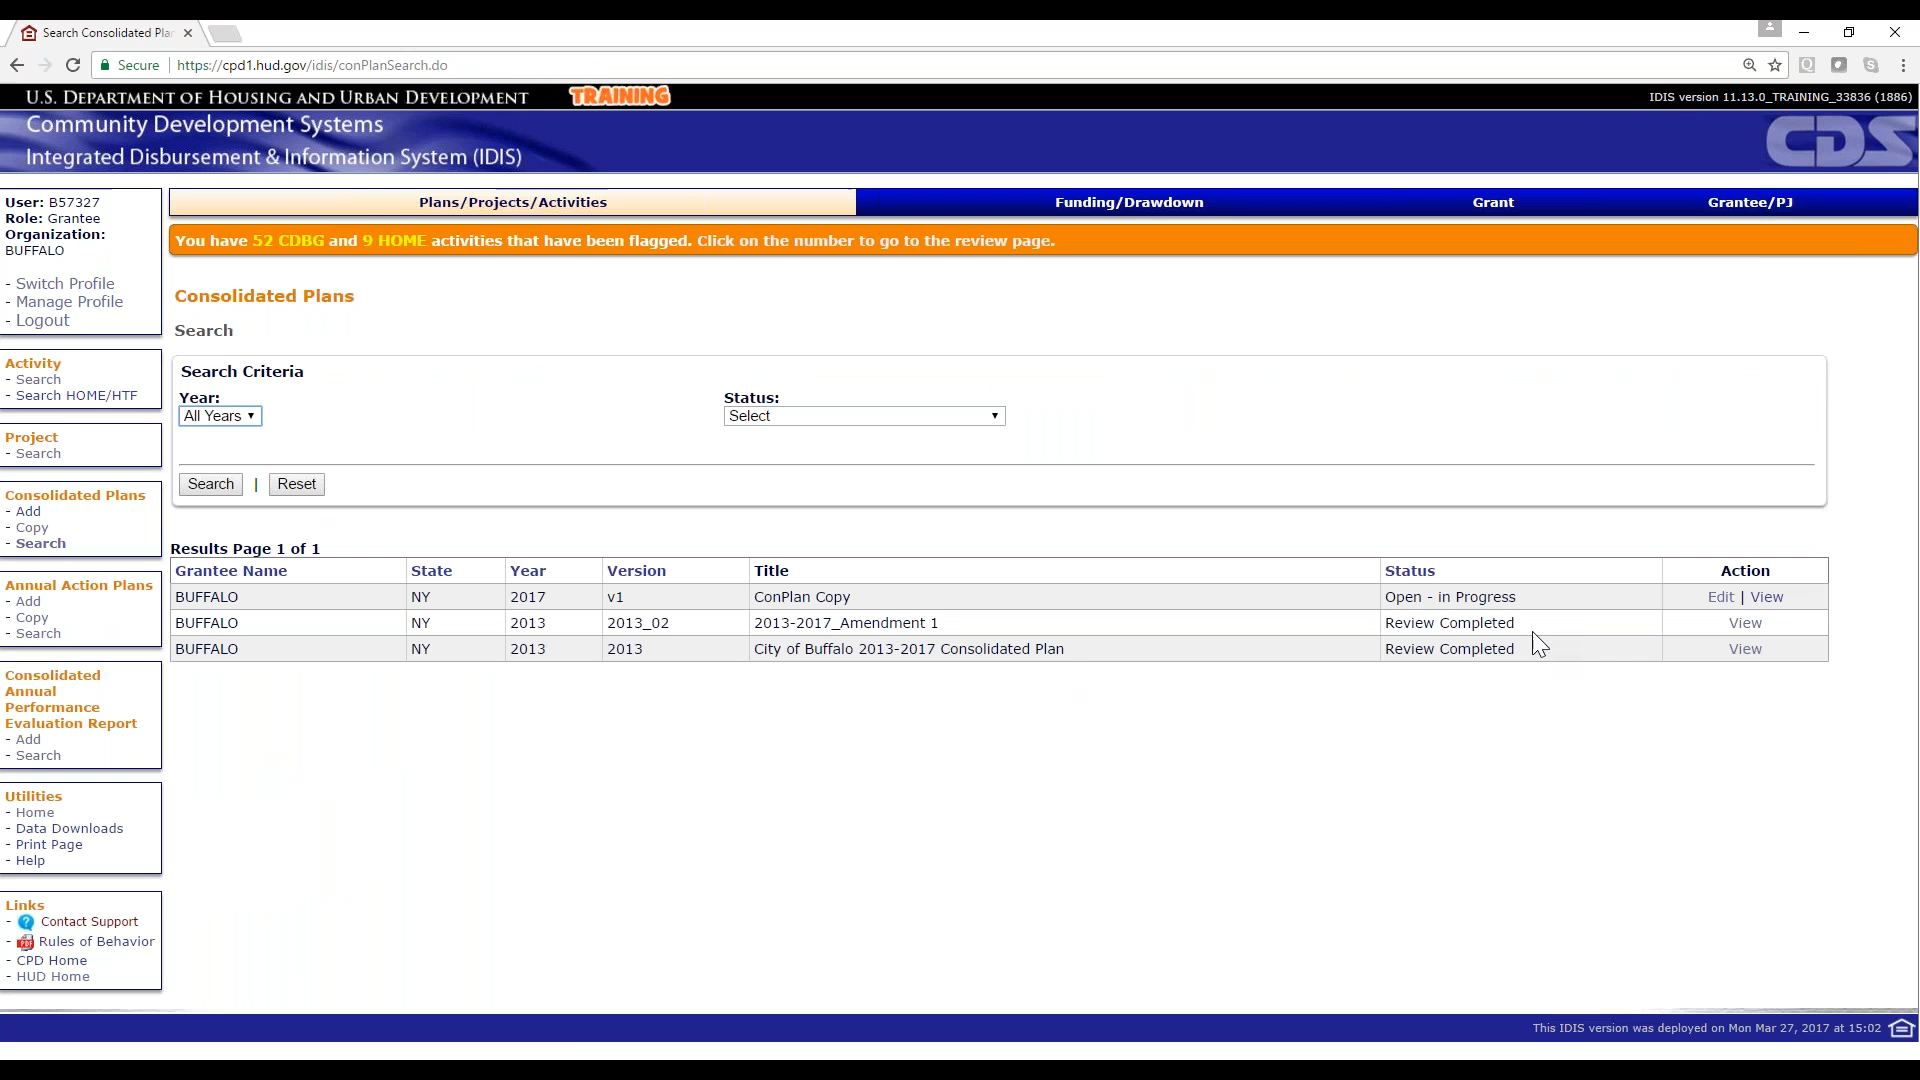 Search Consolidated Pla
Secure | https://cpd1.hud.gov/idis/conPlanSearch.do
U.S. DEPARTMENT OF HOUSING AND URBAN DEVELOPMENT TRAINING IDIS version 11.13.0_TRAINING_33836 (1886)
Community Development Systems
Integrated Disbursement & Information System (IDIS)
CDS
User: B57327
Role: Grantee
Organization:
BUFFALO
- Switch Profile
- Manage Profile
- Logout
Activity
- Search
- Search HOME/HTF
Project
- Search
Consolidated Plans
- Add
- Copy
- Search
Annual Action Plans
- Add
- Copy
- Search
Consolidated
Annual
Performance
Evaluation Report
- Add
- Search
Utilities
- Home
- Data Downloads
- Print Page
- Help
Links
- Contact Support
- Rules of Behavior
- CPD Home
- HUD Home
Plans/Projects/Activities Funding/Drawdown Grant Grantee/PJ
You have 52 CDBG and 9 HOME activities that have been flagged. Click on the number to go to the review page.
Consolidated Plans
Search
Search Criteria
Year: Status:
All Years Select
Search | Reset
Results Page 1 of 1
Grantee Name State Year Version Title Status Action
BUFFALO NY 2017 v1 ConPlan Copy Open - in Progress Edit | View
BUFFALO NY 2013 2013_02 2013-2017_Amendment 1 Review Completed View
BUFFALO NY 2013 2013 City of Buffalo 2013-2017 Consolidated Plan Review Completed View
This IDIS version was deployed on Mon Mar 27, 2017 at 15:02